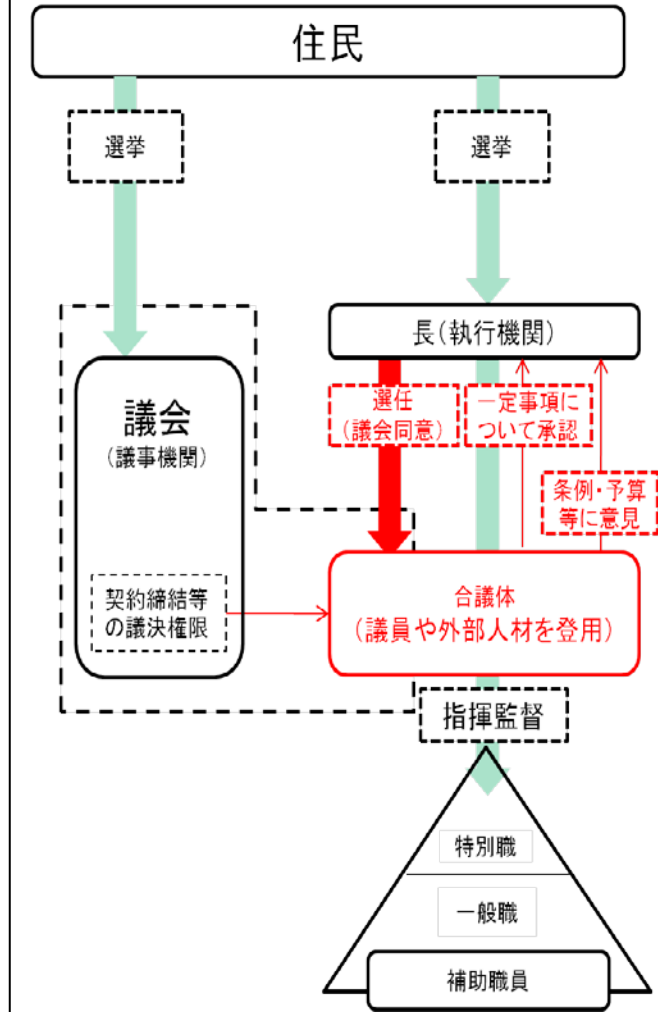 住民
選挙
選挙
長(執行機関)
選任
(議会同意)
一定事項に
ついて承認
条例・予算
等に意見
議会
(議事機関)
契約締結等
の議決権限
合議体
(議員や外部人材を登用)
指揮監督
特別職
一般職
補助職員